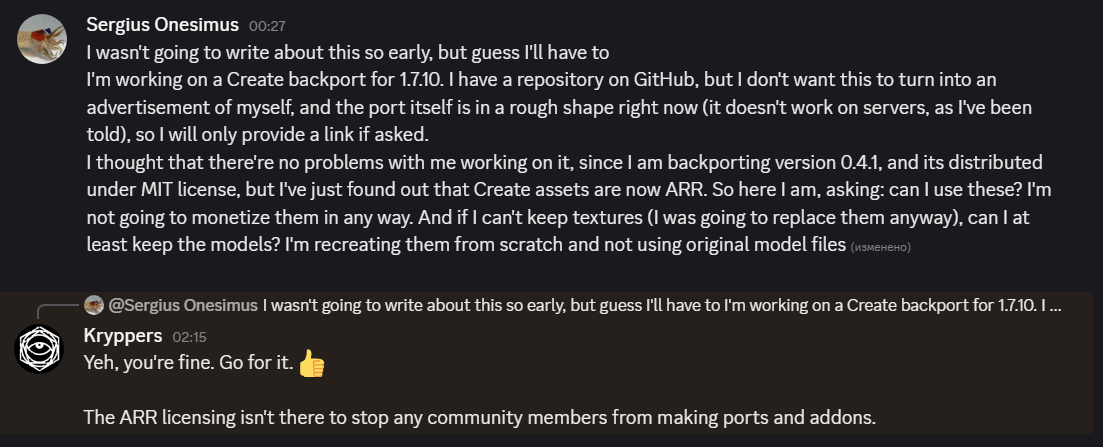 Sergius Onesimus 00:27
I wasn't going to write about this so early, but guess I'll have to
I'm working on a Create backport for 1.7.10. I have a repository on GitHub, but I don't want this to turn into an
advertisement of myself, and the port itself is in a rough shape right now (it doesn't work on servers, as I've been
told), so I will only provide a link if asked.
I thought that there're no problems with me working on it, since I am backporting version 0.4.1, and its distributed
under MIT license, but I've just found out that Create assets are now ARR. So here I am, asking: can I use these? I'm
not going to monetize them in any way. And if I can't keep textures (I was going to replace them anyway), can I at
least keep the models? I'm recreating them from scratch and not using original model files (изменено)
@Sergius Onesimus I wasn't going to write about this so early, but guess I'll have to I'm working on a Create backport for 1.7.10. I ...
Kryppers 02:15
Yeh, you're fine. Go for it. 👍
The ARR licensing isn't there to stop any community members from making ports and addons.